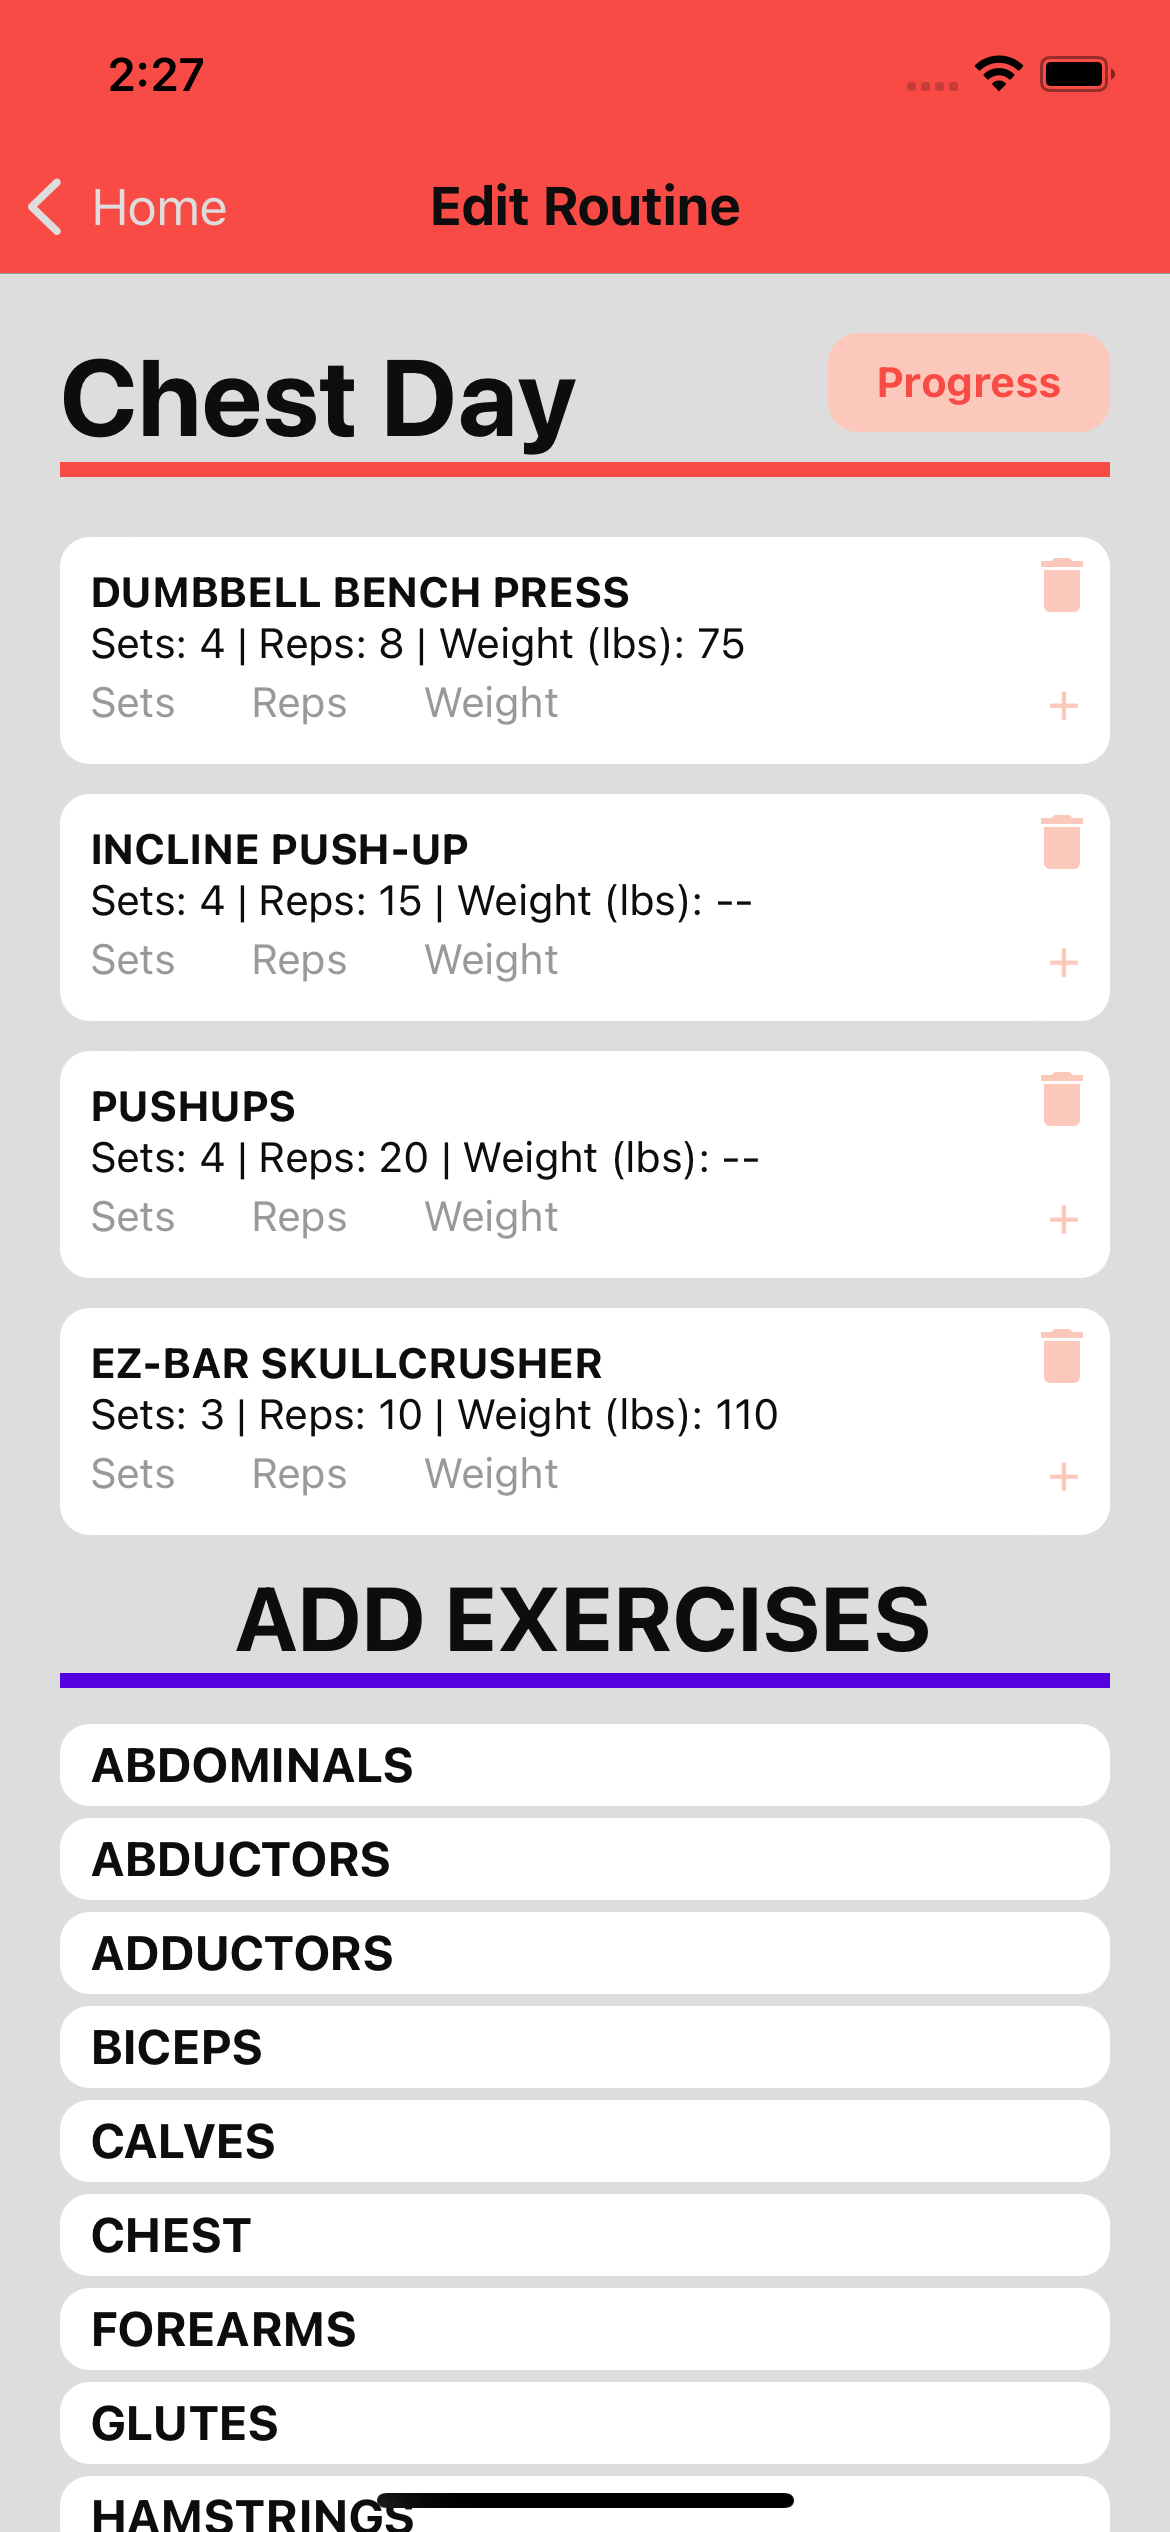 2:27
Home
Edit Routine
Chest Day
Progress
DUMBBELL BENCH PRESS
Sets: 4 | Reps: 8 | Weight (lbs): 75
Sets Reps Weight
+
INCLINE PUSH-UP
Sets: 4 | Reps: 15 | Weight (lbs): --
Sets Reps Weight
+
PUSHUPS
Sets: 4 | Reps: 20 | Weight (lbs): --
Sets Reps Weight
+
EZ-BAR SKULLCRUSHER
Sets: 3 | Reps: 10 | Weight (lbs): 110
Sets Reps Weight
+
ADD EXERCISES
ABDOMINALS
ABDUCTORS
ADDUCTORS
BICEPS
CALVES
CHEST
FOREARMS
GLUTES
HAMSTRINGS